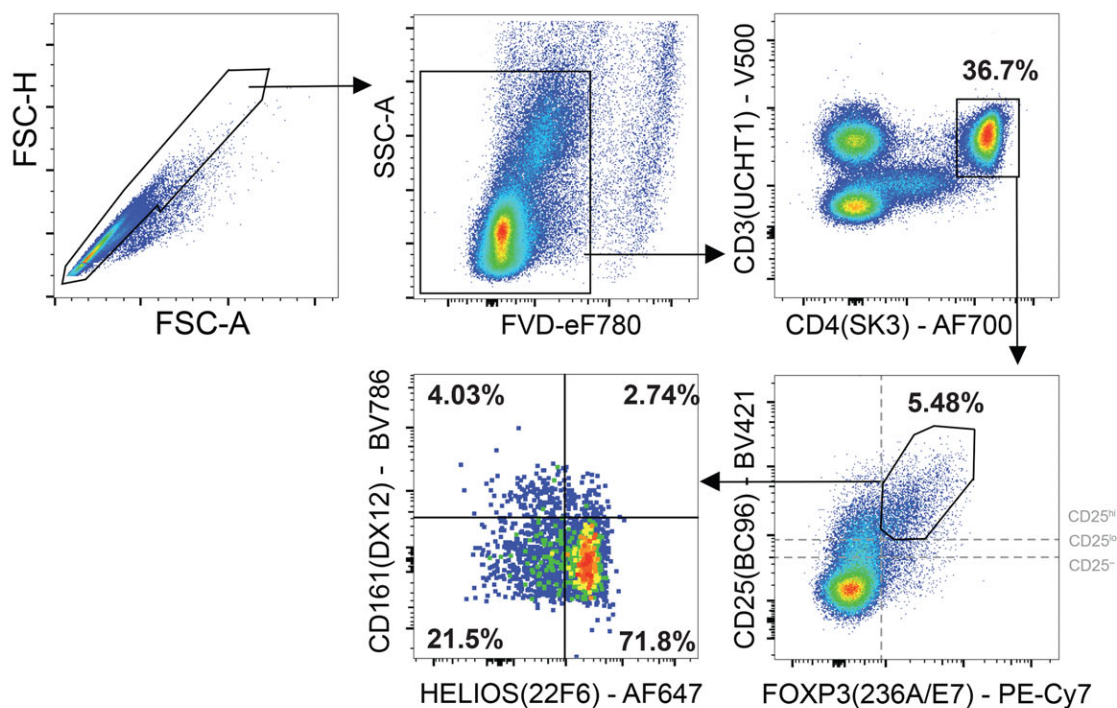 FSC-H
FSC-A
SSC-A
FVD-eF780
CD3(UCHT1) - V500
36.7%
CD4(SK3) - AF700
CD161(DX12) - BV786
4.03%
2.74%
21.5%
71.8%
HELIOS(22F6) - AF647
CD25(BC96) - BV421
5.48%
CD25hi
CD25lo
CD25–
FOXP3(236A/E7) - PE-Cy7